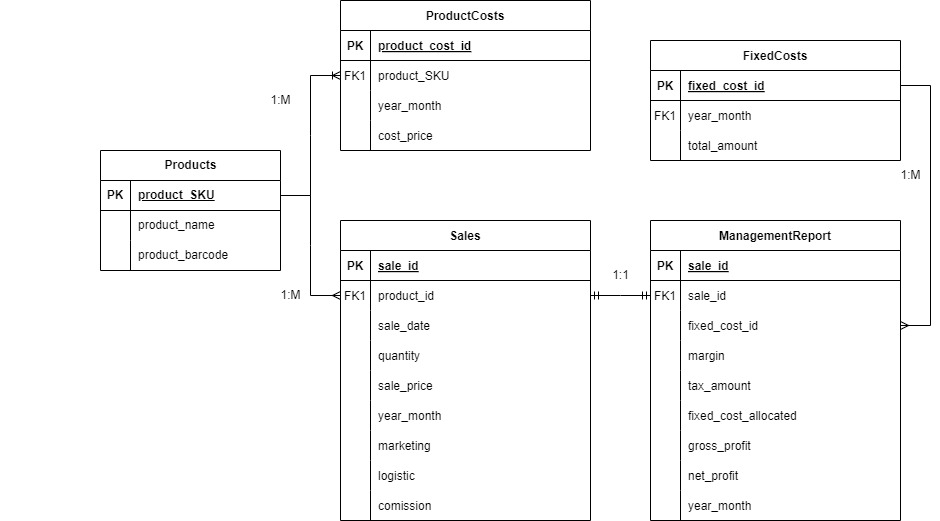 ProductCosts
PK product_cost_id
FK1 product_SKU
year_month
cost_price
FixedCosts
PK fixed_cost_id
FK1 year_month
total_amount
1:M
Products
PK product_SKU
product_name
product_barcode
1:M
1:M
Sales
PK sale_id
FK1 product_id
sale_date
quantity
sale_price
year_month
marketing
logistic
comission
1:1
ManagementReport
PK sale_id
FK1 sale_id
fixed_cost_id
margin
tax_amount
fixed_cost_allocated
gross_profit
net_profit
year_month